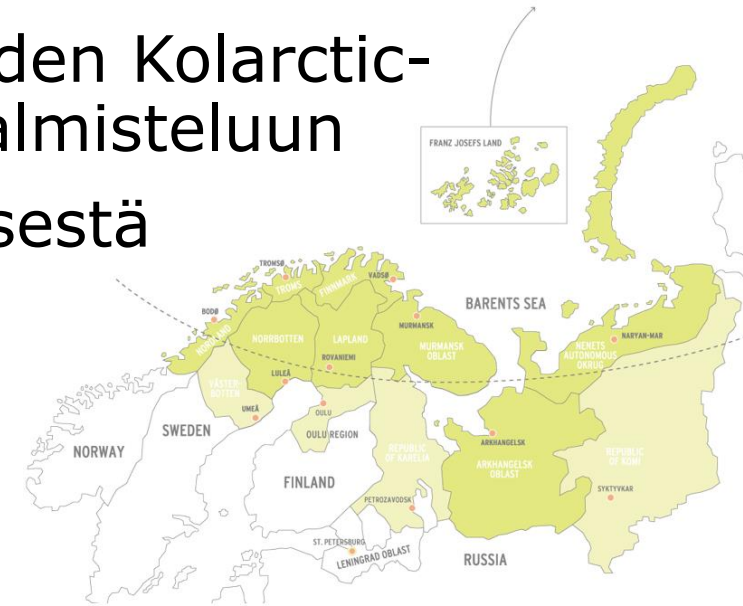 den Kolarctic-
almisteluun
sestä
FRANZ JOSEFS LAND
TROMSØ
TROMS
FINNMARK
VADSØ
BARENTS SEA
BODØ
NORDLAND
NORRBOTTEN
LAPLAND
MURMANSK
MURMANSK
OBLAST
NARYAN-MAR
NENETS
AUTONOMOUS
OKRUG
ROVANIEMI
LULEÅ
VÄSTER-
BOTTEN
UMEÅ
OULU
OULU REGION
NORWAY
SWEDEN
FINLAND
REPUBLIC
OF KARELIA
ARKHANGELSK
ARKHANGELSK
OBLAST
REPUBLIC
OF KOMI
SYKTYVKAR
PETROZAVODSK
ST. PETERSBURG
LENINGRAD OBLAST
RUSSIA